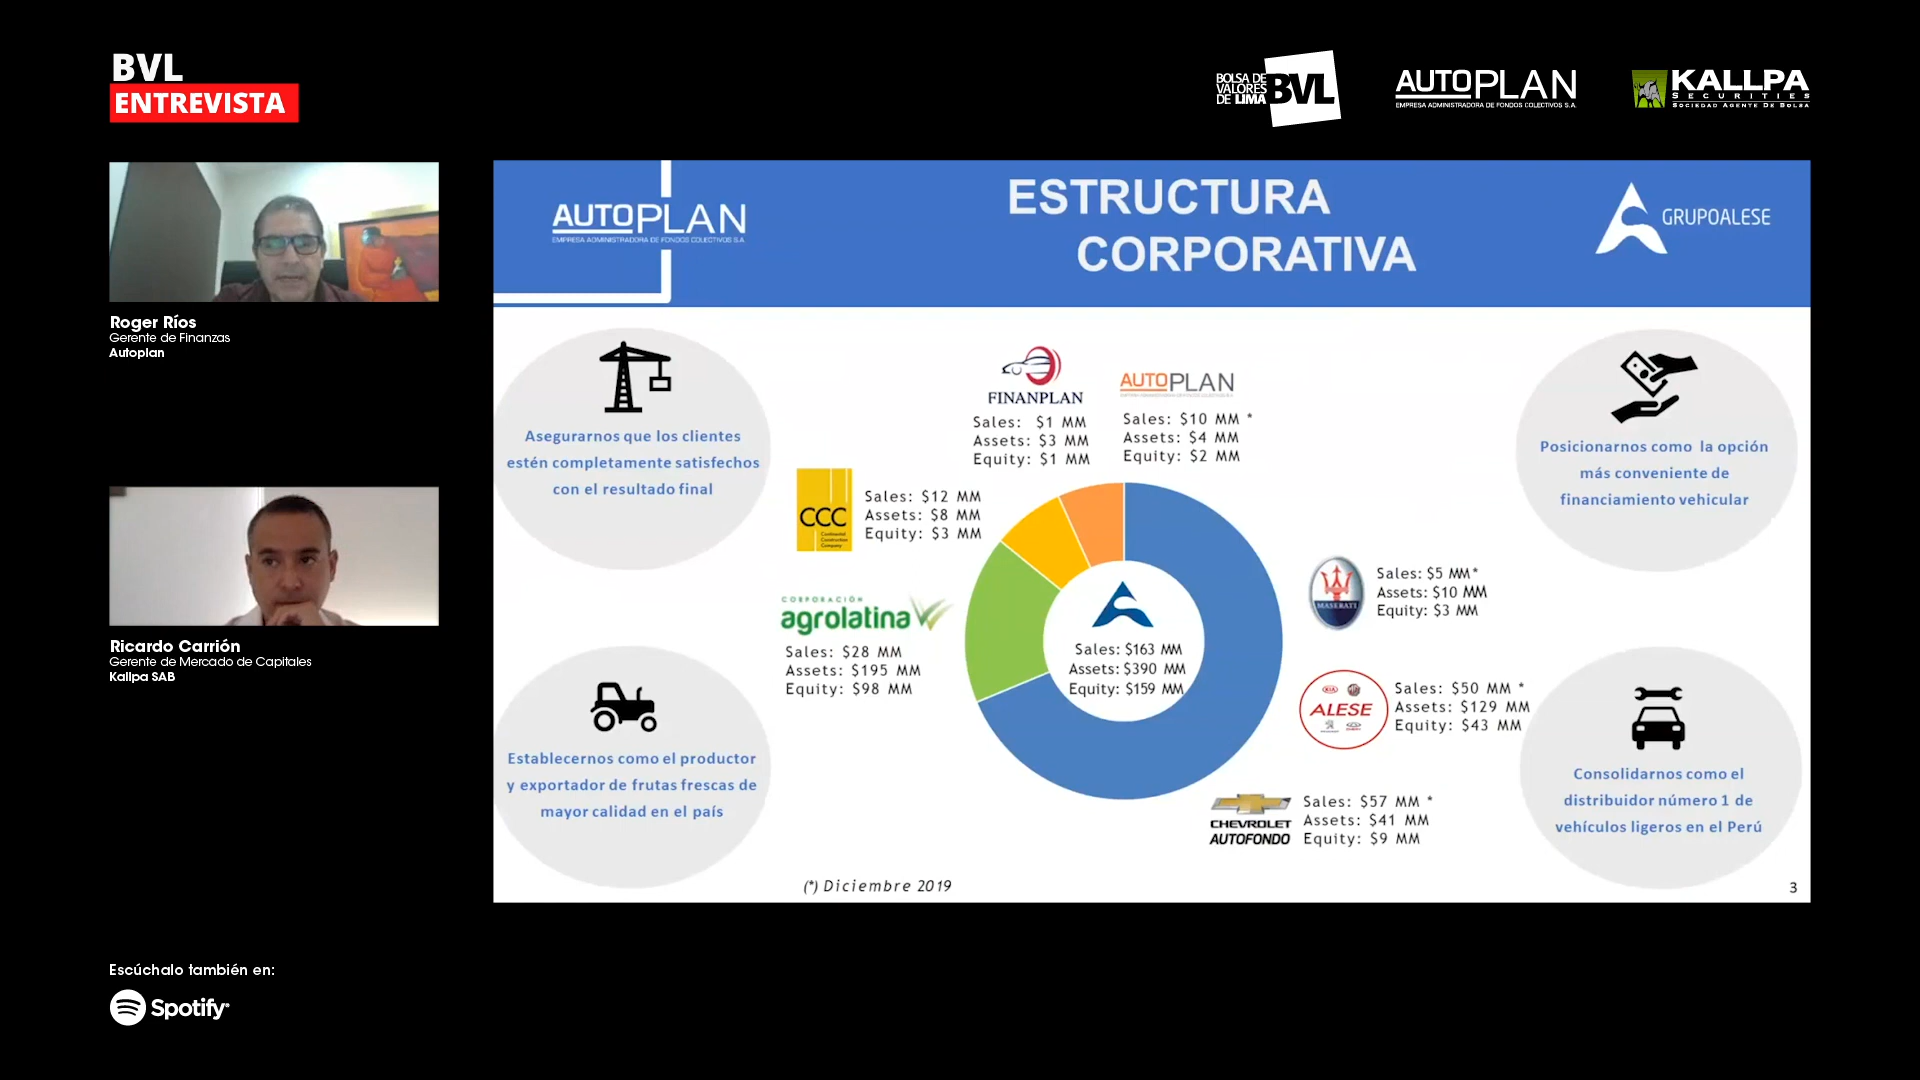 BVL
ENTREVISTA
BOLSA DE
VALORES
DE LIMA
BVL
AUTOPLAN
EMPRESA ADMINISTRADORA DE FONDOS COLECTIVOS S.A.
KALLPA
SECURITIES
SOCIEDAD AGENTE DE BOLSA
Roger Ríos
Gerente de Finanzas
Autoplan
Ricardo Carrión
Gerente de Mercado de Capitales
Kallpa SAB
Escúchalo también en:
Spotify
AUTOPLAN
EMPRESA ADMINISTRADORA DE FONDOS COLECTIVOS S.A.
ESTRUCTURA
CORPORATIVA
GRUPOALESE
Asegurarnos que los clientes
estén completamente satisfechos
con el resultado final
Establecernos como el productor
y exportador de frutas frescas de
mayor calidad en el país
FINANPLAN
Sales: $1 MM
Assets: $3 MM
Equity: $1 MM
AUTOPLAN
Sales: $10 MM *
Assets: $4 MM
Equity: $2 MM
CCC
Continental
Construction
Company
Sales: $12 MM
Assets: $8 MM
Equity: $3 MM
CORPORACIÓN
agrolatina
Sales: $28 MM
Assets: $195 MM
Equity: $98 MM
Sales: $163 MM
Assets: $390 MM
Equity: $159 MM
MASERATI
Sales: $5 MM*
Assets: $10 MM
Equity: $3 MM
KIA
ALESE
Sales: $50 MM *
Assets: $129 MM
Equity: $43 MM
CHEVROLET
AUTOFONDO
Sales: $57 MM *
Assets: $41 MM
Equity: $9 MM
Posicionarnos como la opción
más conveniente de
financiamiento vehicular
Consolidarnos como el
distribuidor número 1 de
vehículos ligeros en el Perú
(*) Diciembre 2019
3